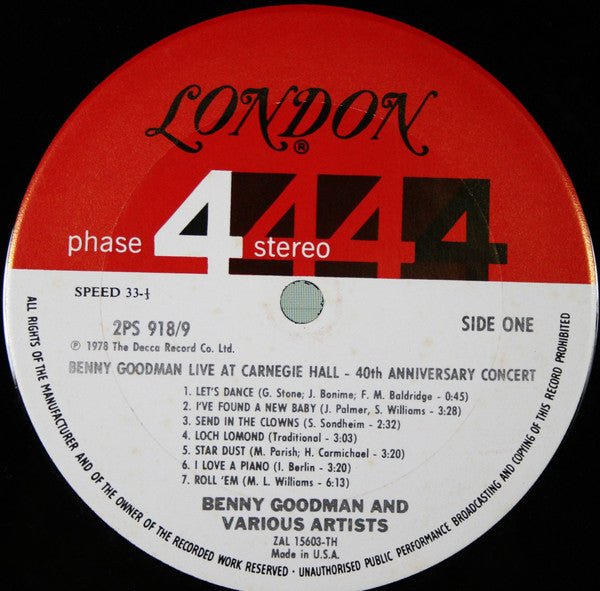 LONDON
®
phase 4 stereo 4 4 4
SPEED 33-⅓
2PS 918/9
SIDE ONE
℗ 1978 The Decca Record Co. Ltd.
BENNY GOODMAN LIVE AT CARNEGIE HALL - 40th ANNIVERSARY CONCERT
1. LET'S DANCE (G. Stone; J. Bonime; F. M. Baldridge - 0:45)
2. I'VE FOUND A NEW BABY (J. Palmer, S. Williams - 3:28)
3. SEND IN THE CLOWNS (S. Sondheim - 2:32)
4. LOCH LOMOND (Traditional - 3:03)
5. STAR DUST (M. Parish; H. Carmichael - 3:20)
6. I LOVE A PIANO (I. Berlin - 3:20)
7. ROLL 'EM (M. L. Williams - 6:13)
BENNY GOODMAN AND
VARIOUS ARTISTS
ZAL 15603-TH
Made in U.S.A.
ALL RIGHTS OF THE MANUFACTURER AND OF THE OWNER OF THE RECORDED WORK RESERVED · UNAUTHORISED PUBLIC PERFORMANCE BROADCASTING AND COPYING OF THIS RECORD PROHIBITED